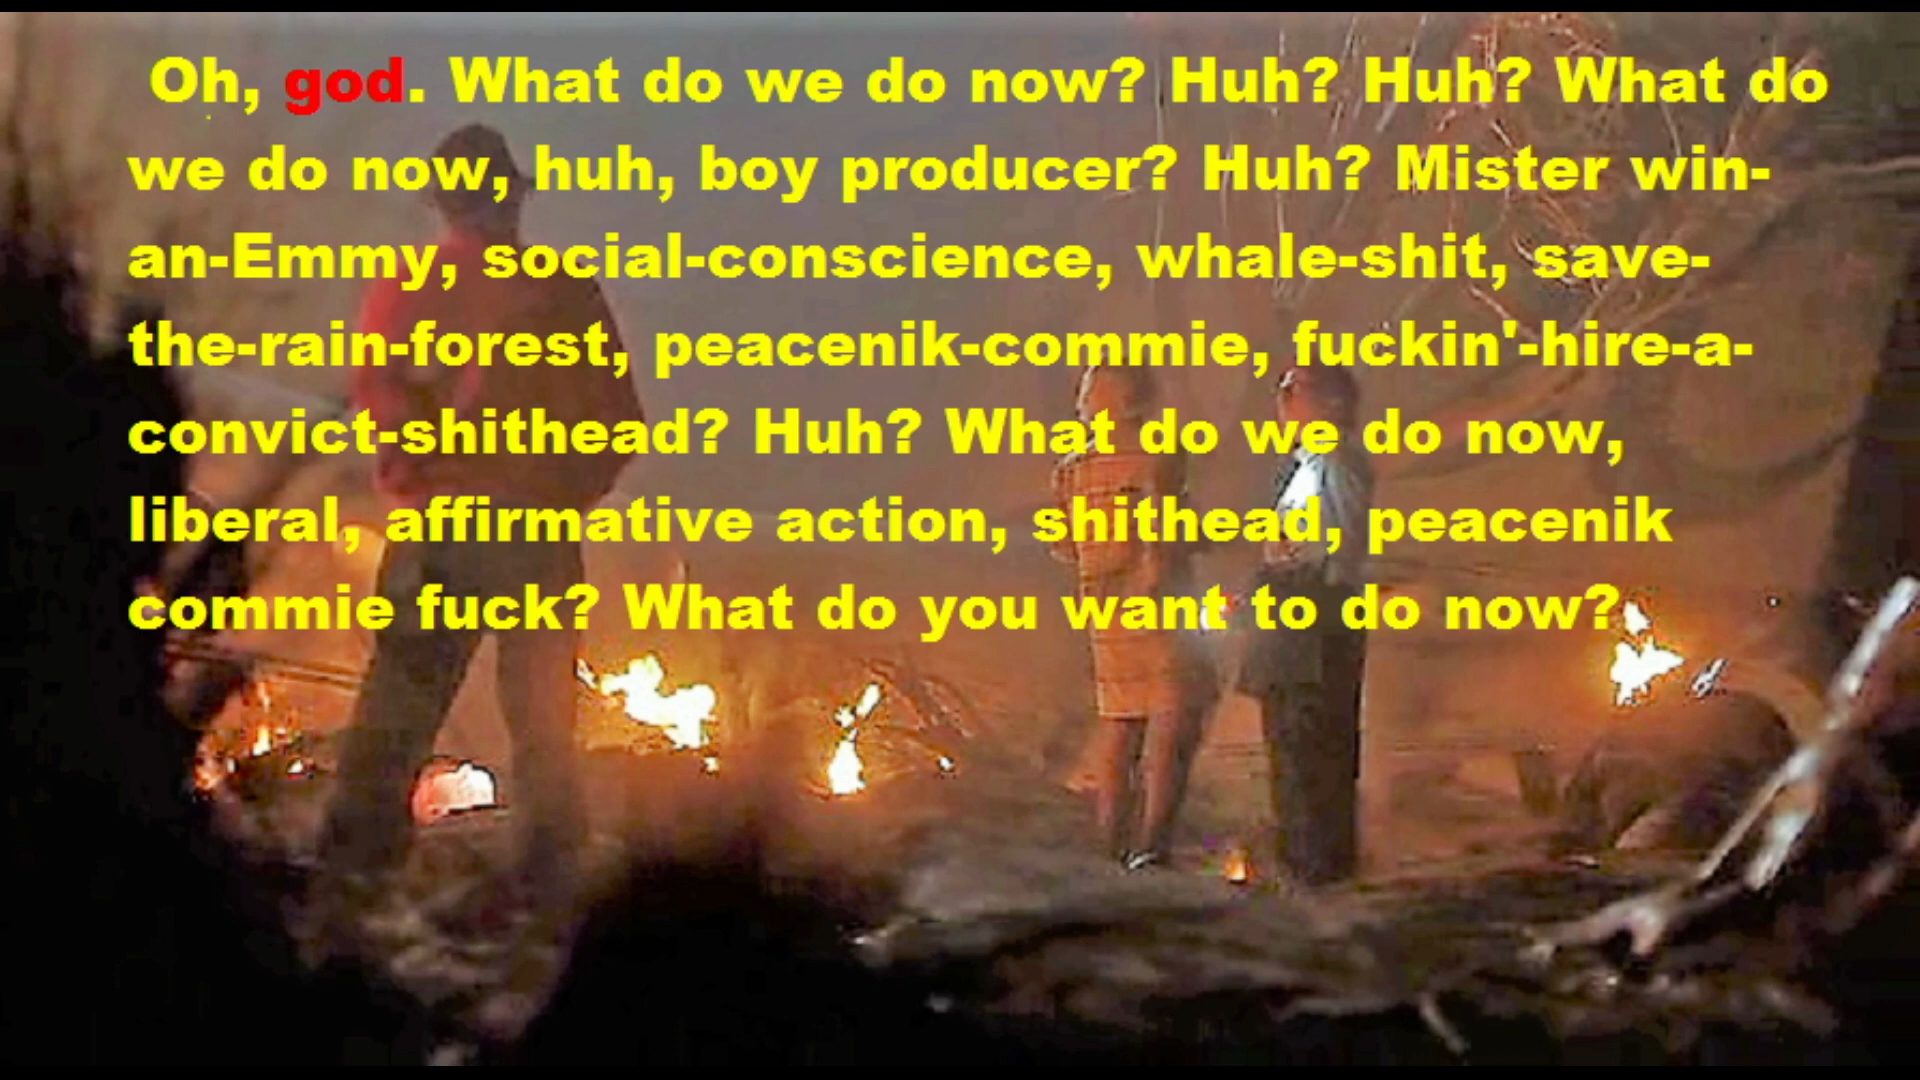 Oh, god. What do we do now? Huh? Huh? What do
we do now, huh, boy producer? Huh? Mister win-
an-Emmy, social-conscience, whale-shit, save-
the-rain-forest, peacenik-commie, fuckin'-hire-a-
convict-shithead? Huh? What do we do now,
liberal, affirmative action, shithead, peacenik
commie fuck? What do you want to do now?